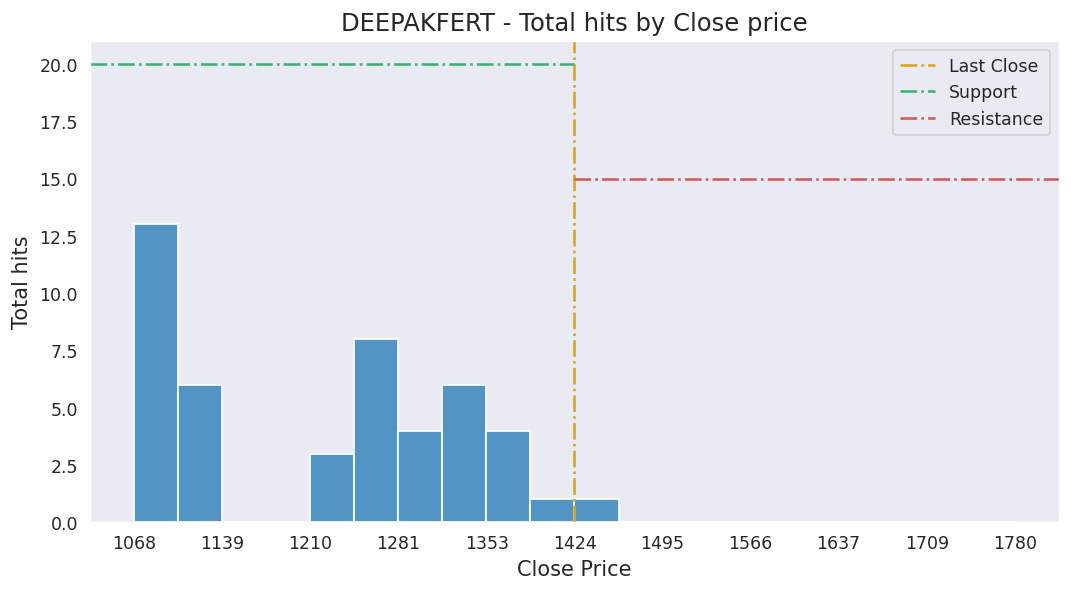 DEEPAKFERT - Total hits by Close price
Last Close
Support
Resistance
Total hits
20.0
17.5
15.0
12.5
10.0
7.5
5.0
2.5
0.0
1068 1139 1210 1281 1353 1424 1495 1566 1637 1709 1780
Close Price